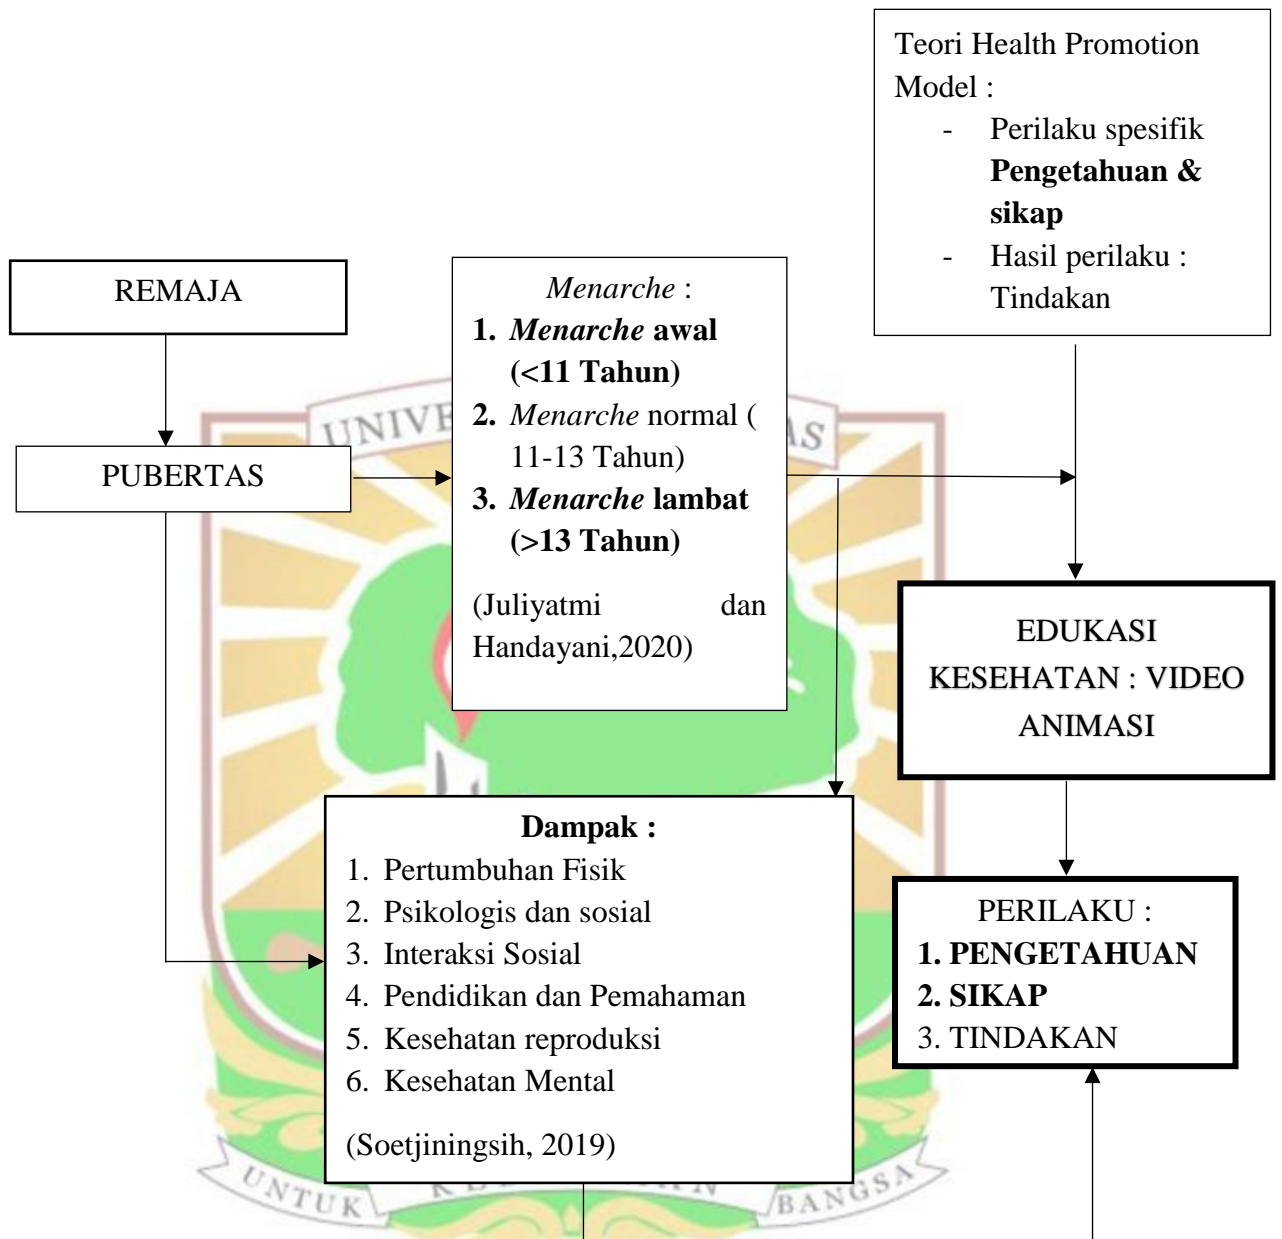 Teori Health Promotion
Model :
- Perilaku spesifik
Pengetahuan &
sikap
- Hasil perilaku :
Tindakan
REMAJA
PUBERTAS
Menarche :
1. Menarche awal
(<11 Tahun)
2. Menarche normal (
11-13 Tahun)
3. Menarche lambat
(>13 Tahun)
(Juliyatmi dan
Handayani,2020)
EDUKASI
KESEHATAN : VIDEO
ANIMASI
Dampak :
1. Pertumbuhan Fisik
2. Psikologis dan sosial
3. Interaksi Sosial
4. Pendidikan dan Pemahaman
5. Kesehatan reproduksi
6. Kesehatan Mental
(Soetjiningsih, 2019)
PERILAKU :
1. PENGETAHUAN
2. SIKAP
3. TINDAKAN
UNTUK
BANGSA